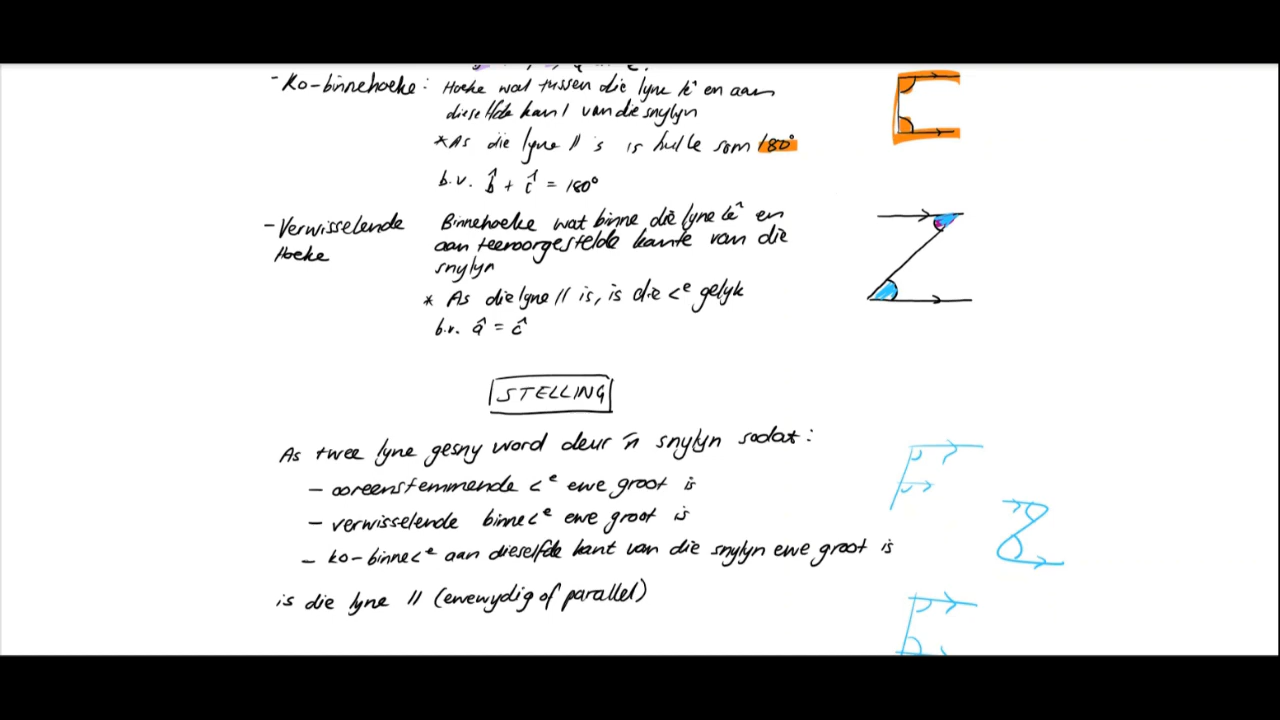 - Ko-binnehoeke: Hoeke wat tussen die lyne lê en aan
dieselfde kant van die snylyn
* As die lyne // s is hulle som 180°
b.v. b̂ + ĉ = 180°
- Verwisselende Binnehoeke wat binne die lyne lê en
Hoeke aan teenoorgestelde kante van die
snylyn
* As die lyne // is, is die <e gelyk
b.v. â = ĉ
STELLING
As twee lyne gesny word deur 'n snylyn sodat:
- ooreenstemmende <e ewe groot is
- verwisselende binne<e ewe groot is
- ko-binne<e aan dieselfde kant van die snylyn ewe groot is
is die lyne // (ewewydig of parallel)